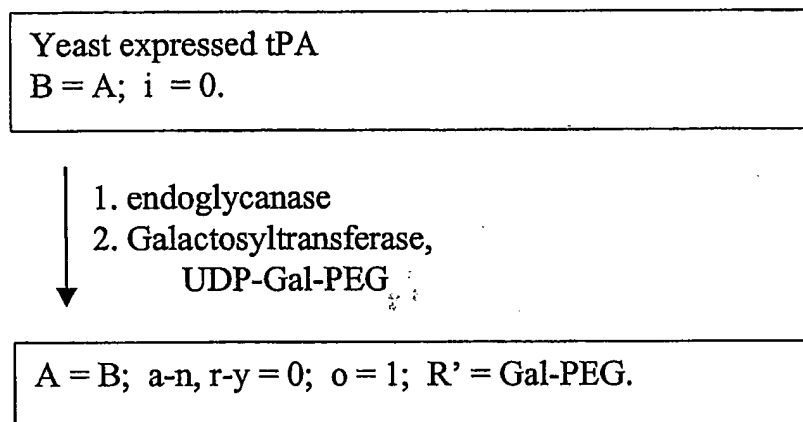 Yeast expressed tPA
B = A; i = 0.
1. endoglycanase
2. Galactosyltransferase,
UDP-Gal-PEG
A = B; a-n, r-y = 0; o = 1; R’ = Gal-PEG.